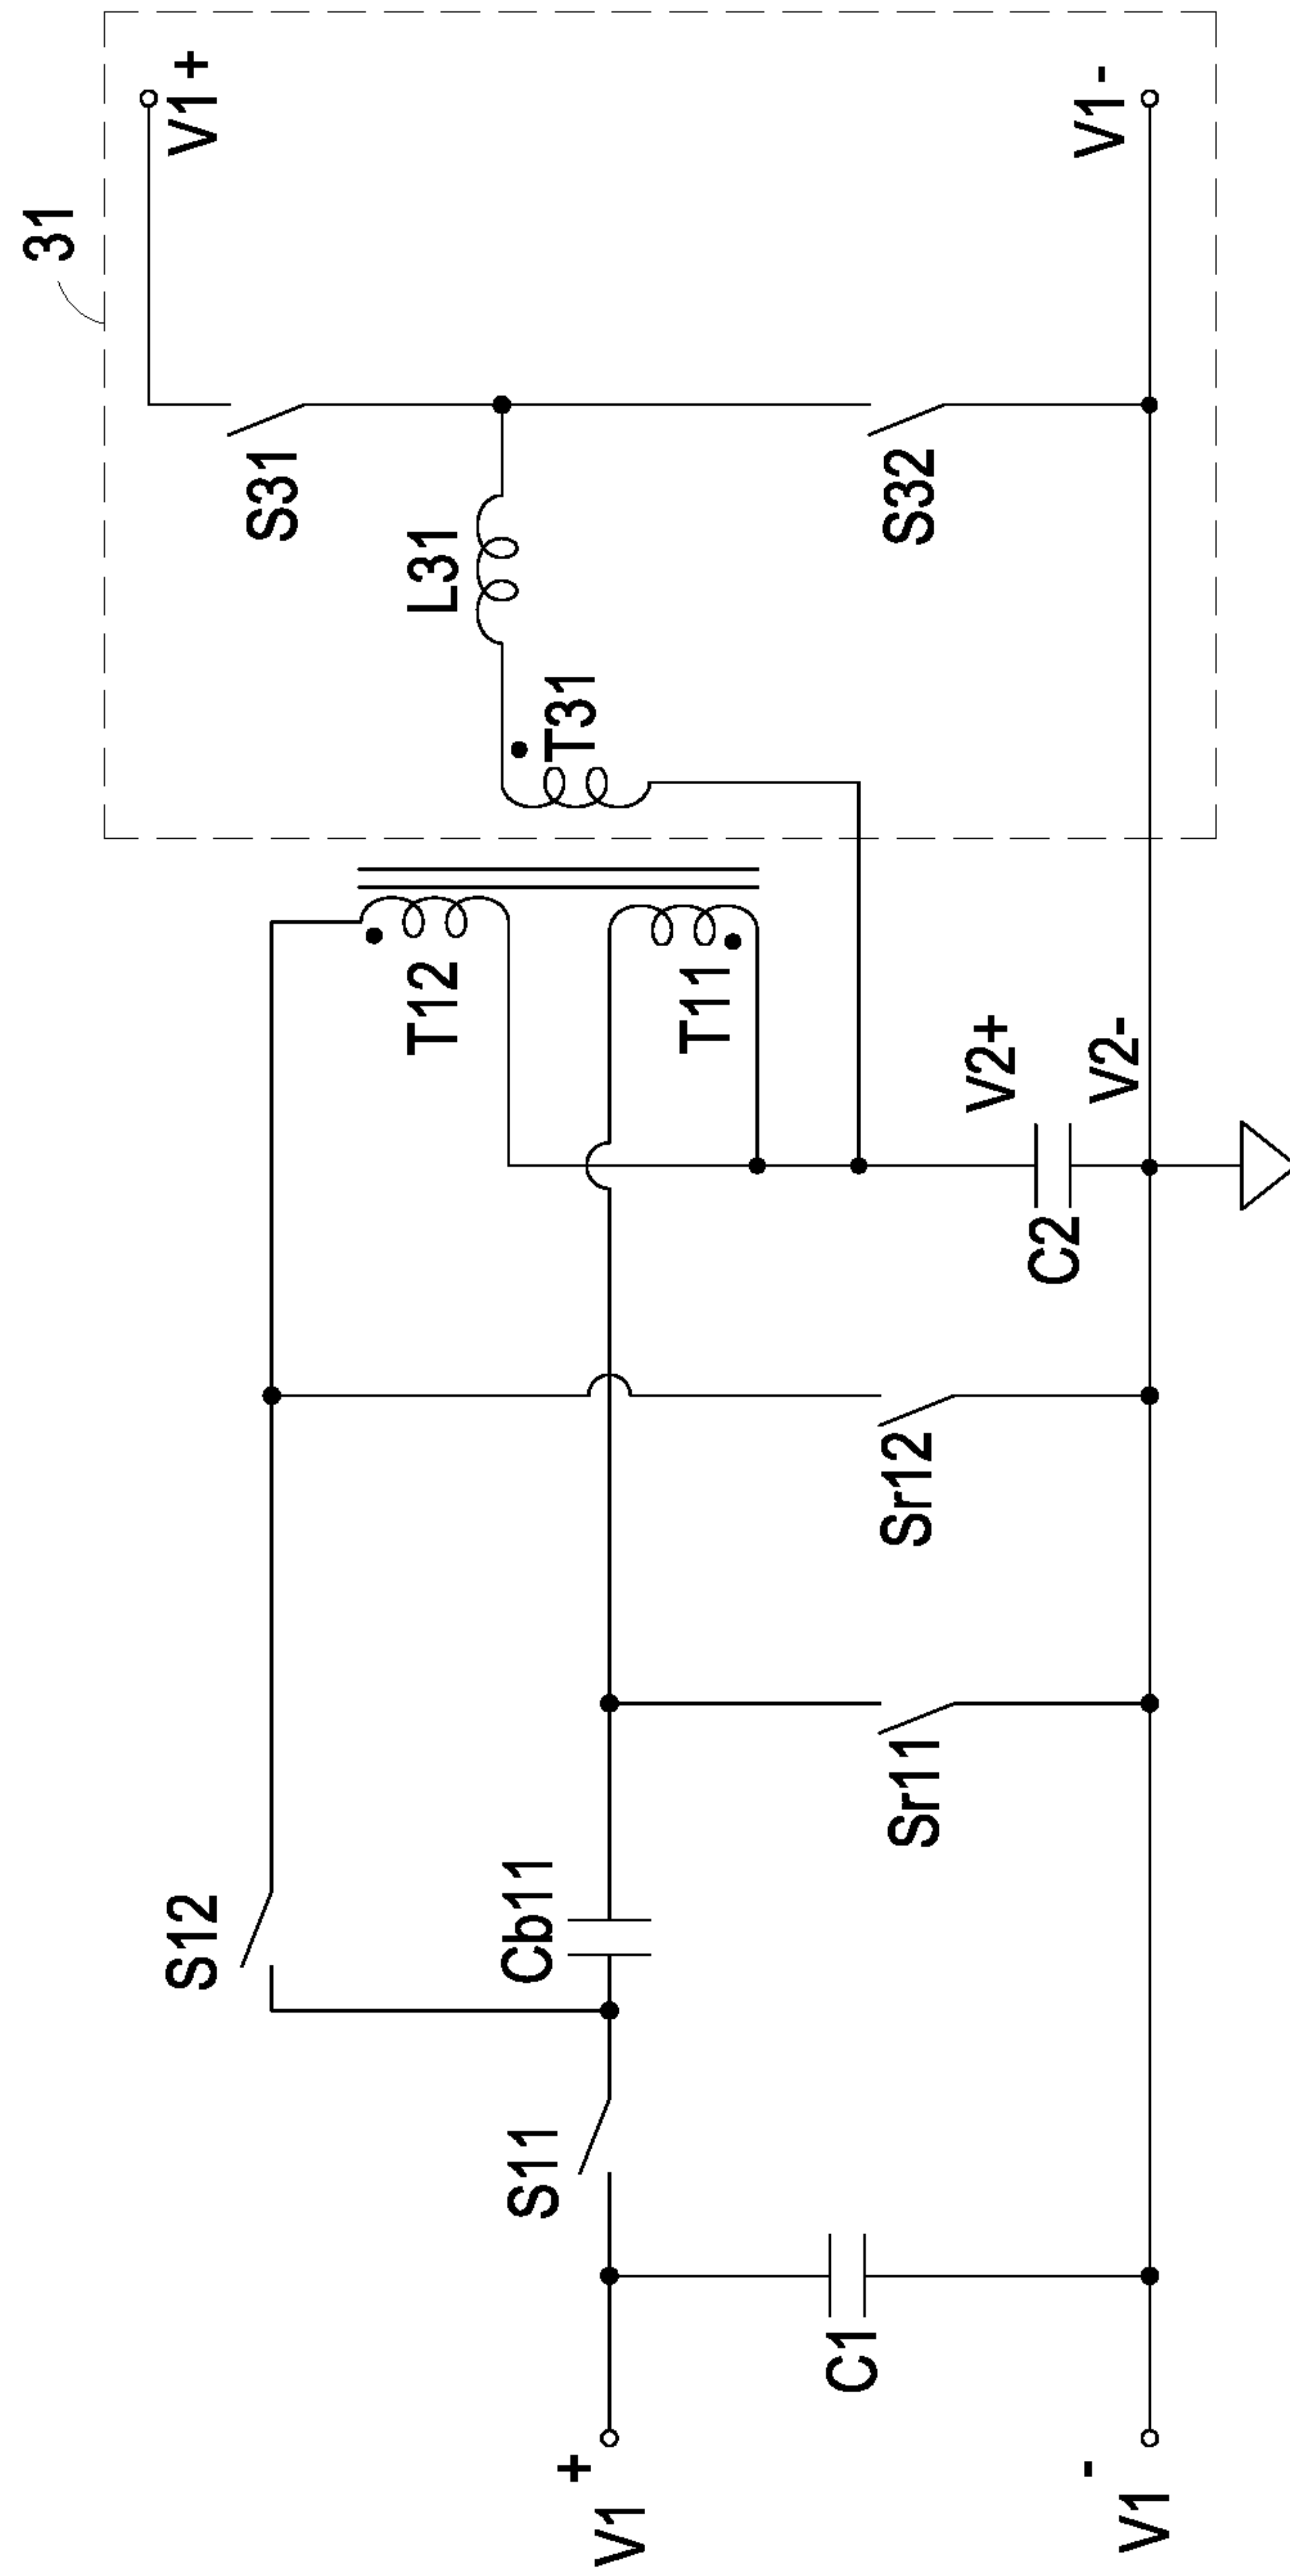 31
V1+
V1-
S31
L31
S32
T31
T12
T11
V2+
V2-
C2
Sr12
Sr11
S12
Cb11
S11
C1
V1 +
V1 -